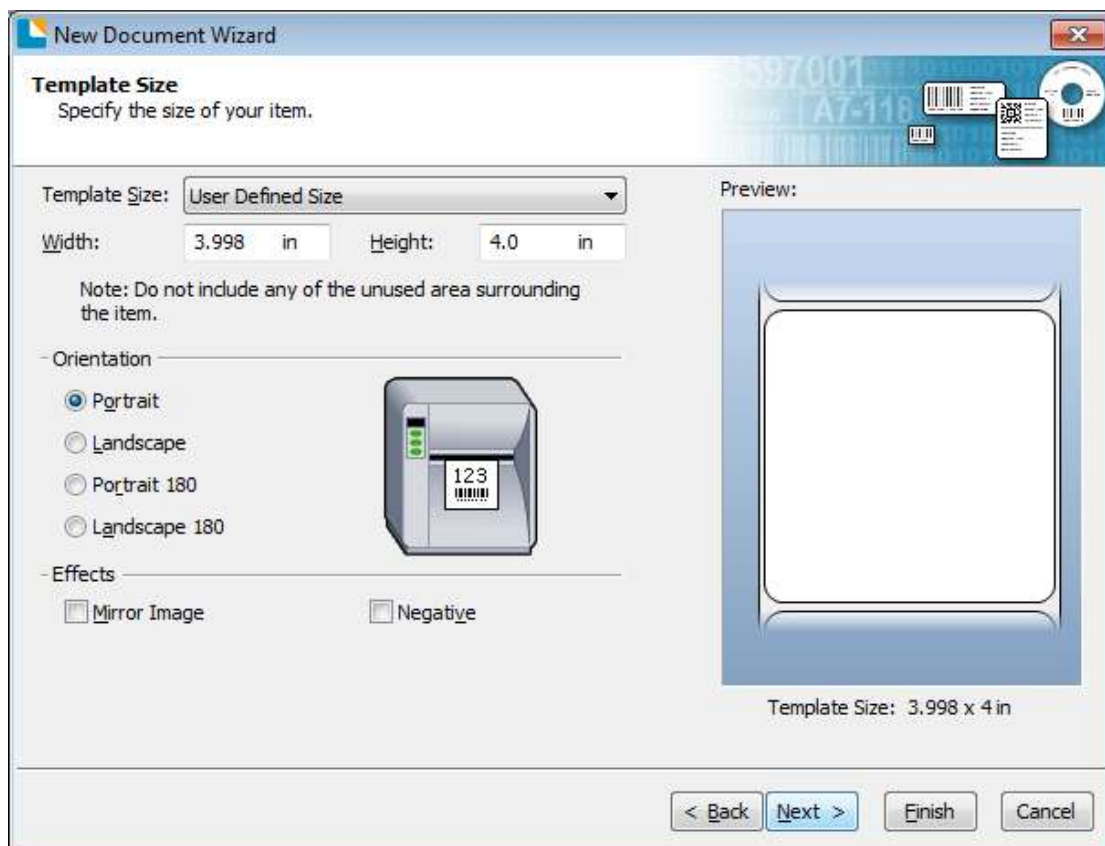 New Document Wizard
Template Size
Specify the size of your item.
3597001
A7-118
Template Size: User Defined Size
Preview:
Width: 3.998 in Height: 4.0 in
Note: Do not include any of the unused area surrounding
the item.
Orientation
Portrait
Landscape
Portrait 180
Landscape 180
123
Effects
Mirror Image Negative
Template Size: 3.998 x 4 in
< Back Next > Finish Cancel